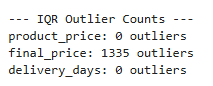 --- IQR Outlier Counts ---
product_price: 0 outliers
final_price: 1335 outliers
delivery_days: 0 outliers